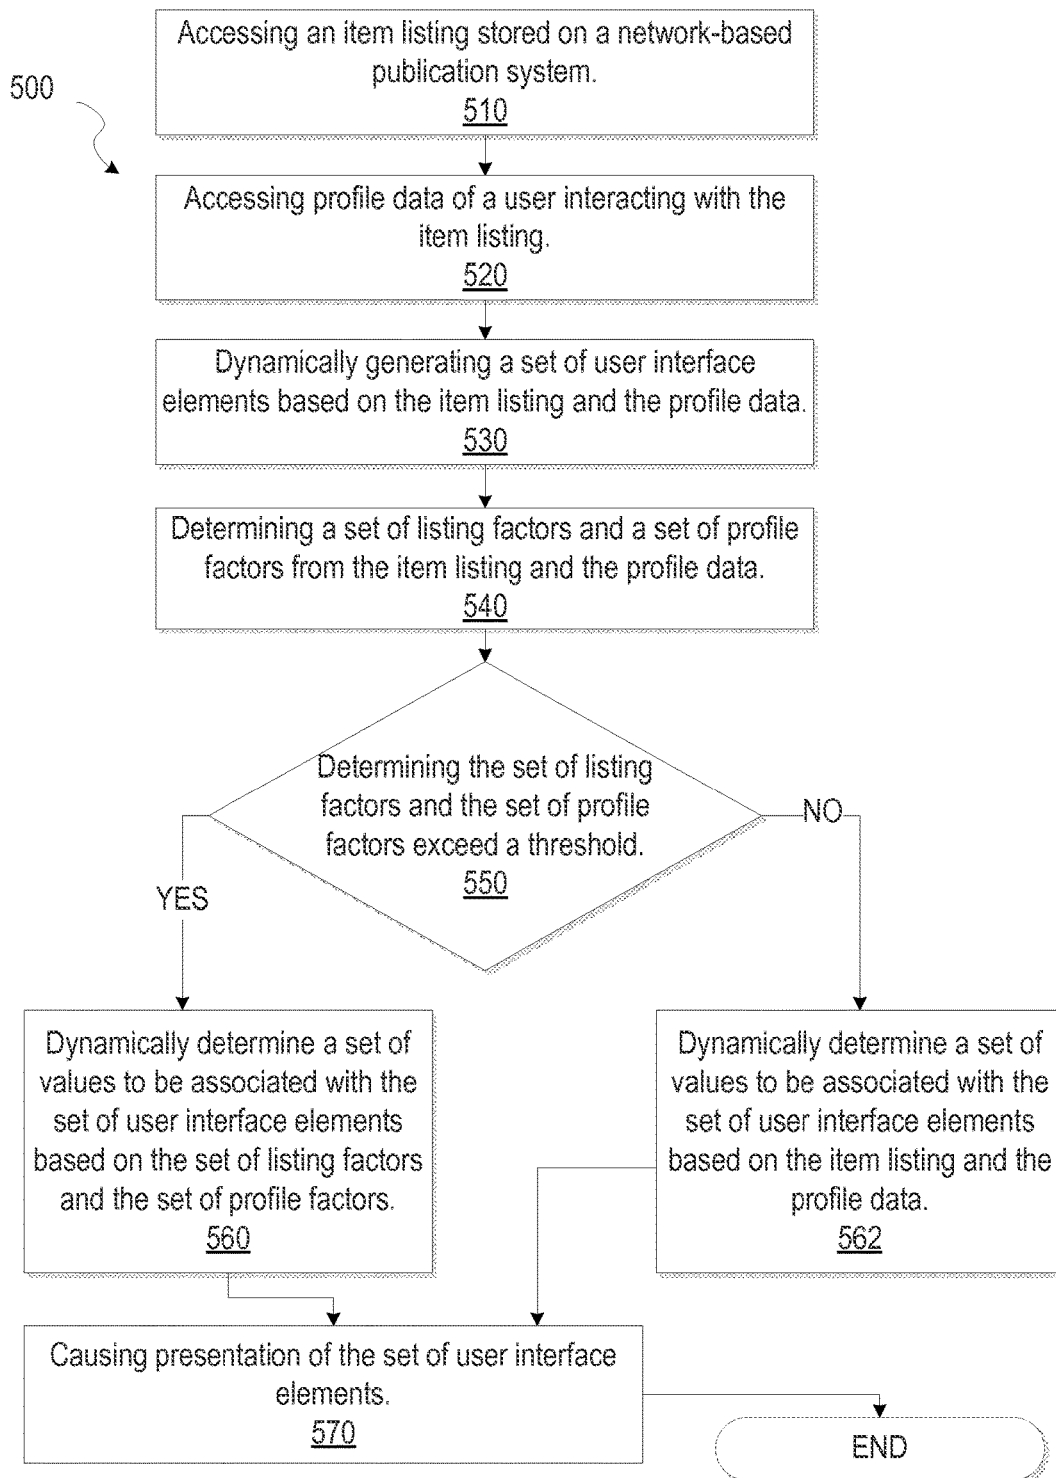 Accessing an item listing stored on a network-based
publication system.
510
500
Accessing profile data of a user interacting with the
item listing.
520
Dynamically generating a set of user interface
elements based on the item listing and the profile data.
530
Determining a set of listing factors and a set of profile
factors from the item listing and the profile data.
540
Determining the set of listing
factors and the set of profile
factors exceed a threshold.
550
NO
YES
Dynamically determine a set of
values to be associated with the
set of user interface elements
based on the set of listing factors
and the set of profile factors.
560
Dynamically determine a set of
values to be associated with the
set of user interface elements
based on the item listing and the
profile data.
562
Causing presentation of the set of user interface
elements.
570
END